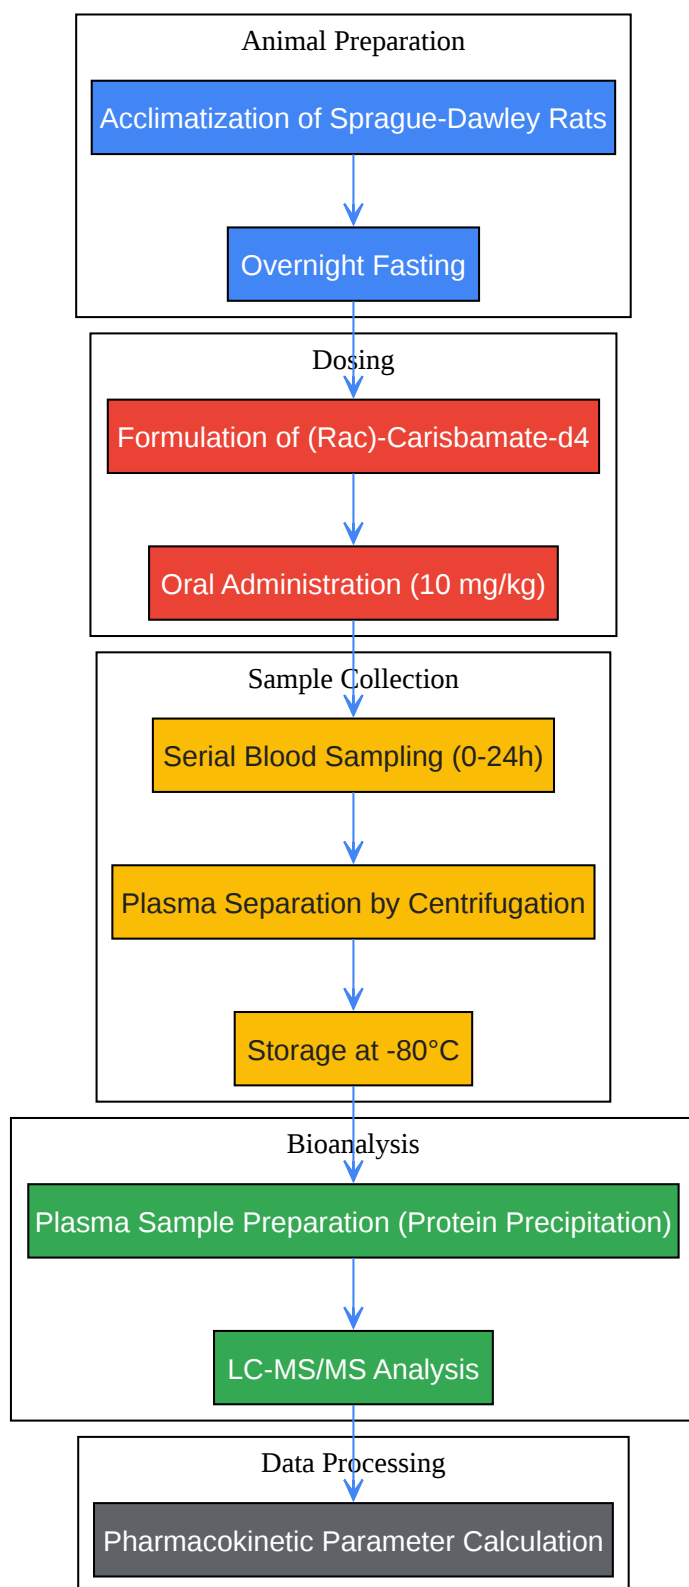 Animal Preparation
Acclimatization of Sprague-Dawley Rats
Overnight Fasting
Dosing
Formulation of (Rac)-Carisbamate-d4
Oral Administration (10 mg/kg)
Sample Collection
Serial Blood Sampling (0-24h)
Plasma Separation by Centrifugation
Storage at -80°C
Bioanalysis
Plasma Sample Preparation (Protein Precipitation)
LC-MS/MS Analysis
Data Processing
Pharmacokinetic Parameter Calculation